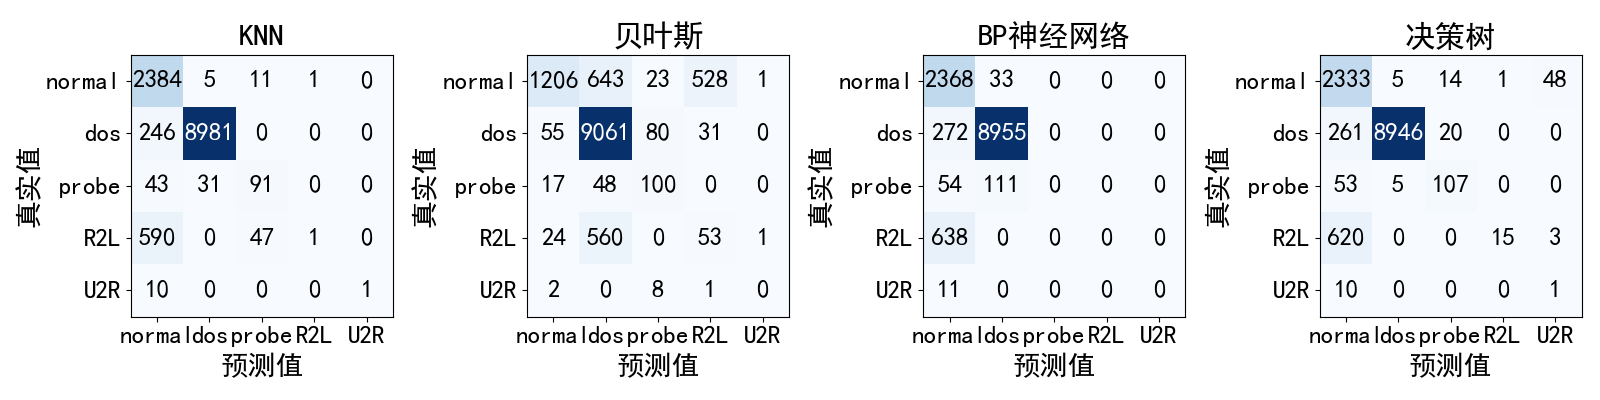 KNN
真实值
normal 2384 5 11 1 0
dos 246 8981 0 0 0
probe 43 31 91 0 0
R2L 590 0 47 1 0
U2R 10 0 0 0 1
normal dos probe R2L U2R
预测值
贝叶斯
真实值
normal 1206 643 23 528 1
dos 55 9061 80 31 0
probe 17 48 100 0 0
R2L 24 560 0 53 1
U2R 2 0 8 1 0
normal dos probe R2L U2R
预测值
BP神经网络
真实值
normal 2368 33 0 0 0
dos 272 8955 0 0 0
probe 54 111 0 0 0
R2L 638 0 0 0 0
U2R 11 0 0 0 0
normal dos probe R2L U2R
预测值
决策树
真实值
normal 2333 5 14 1 48
dos 261 8946 20 0 0
probe 53 5 107 0 0
R2L 620 0 0 15 3
U2R 10 0 0 0 1
normal dos probe R2L U2R
预测值